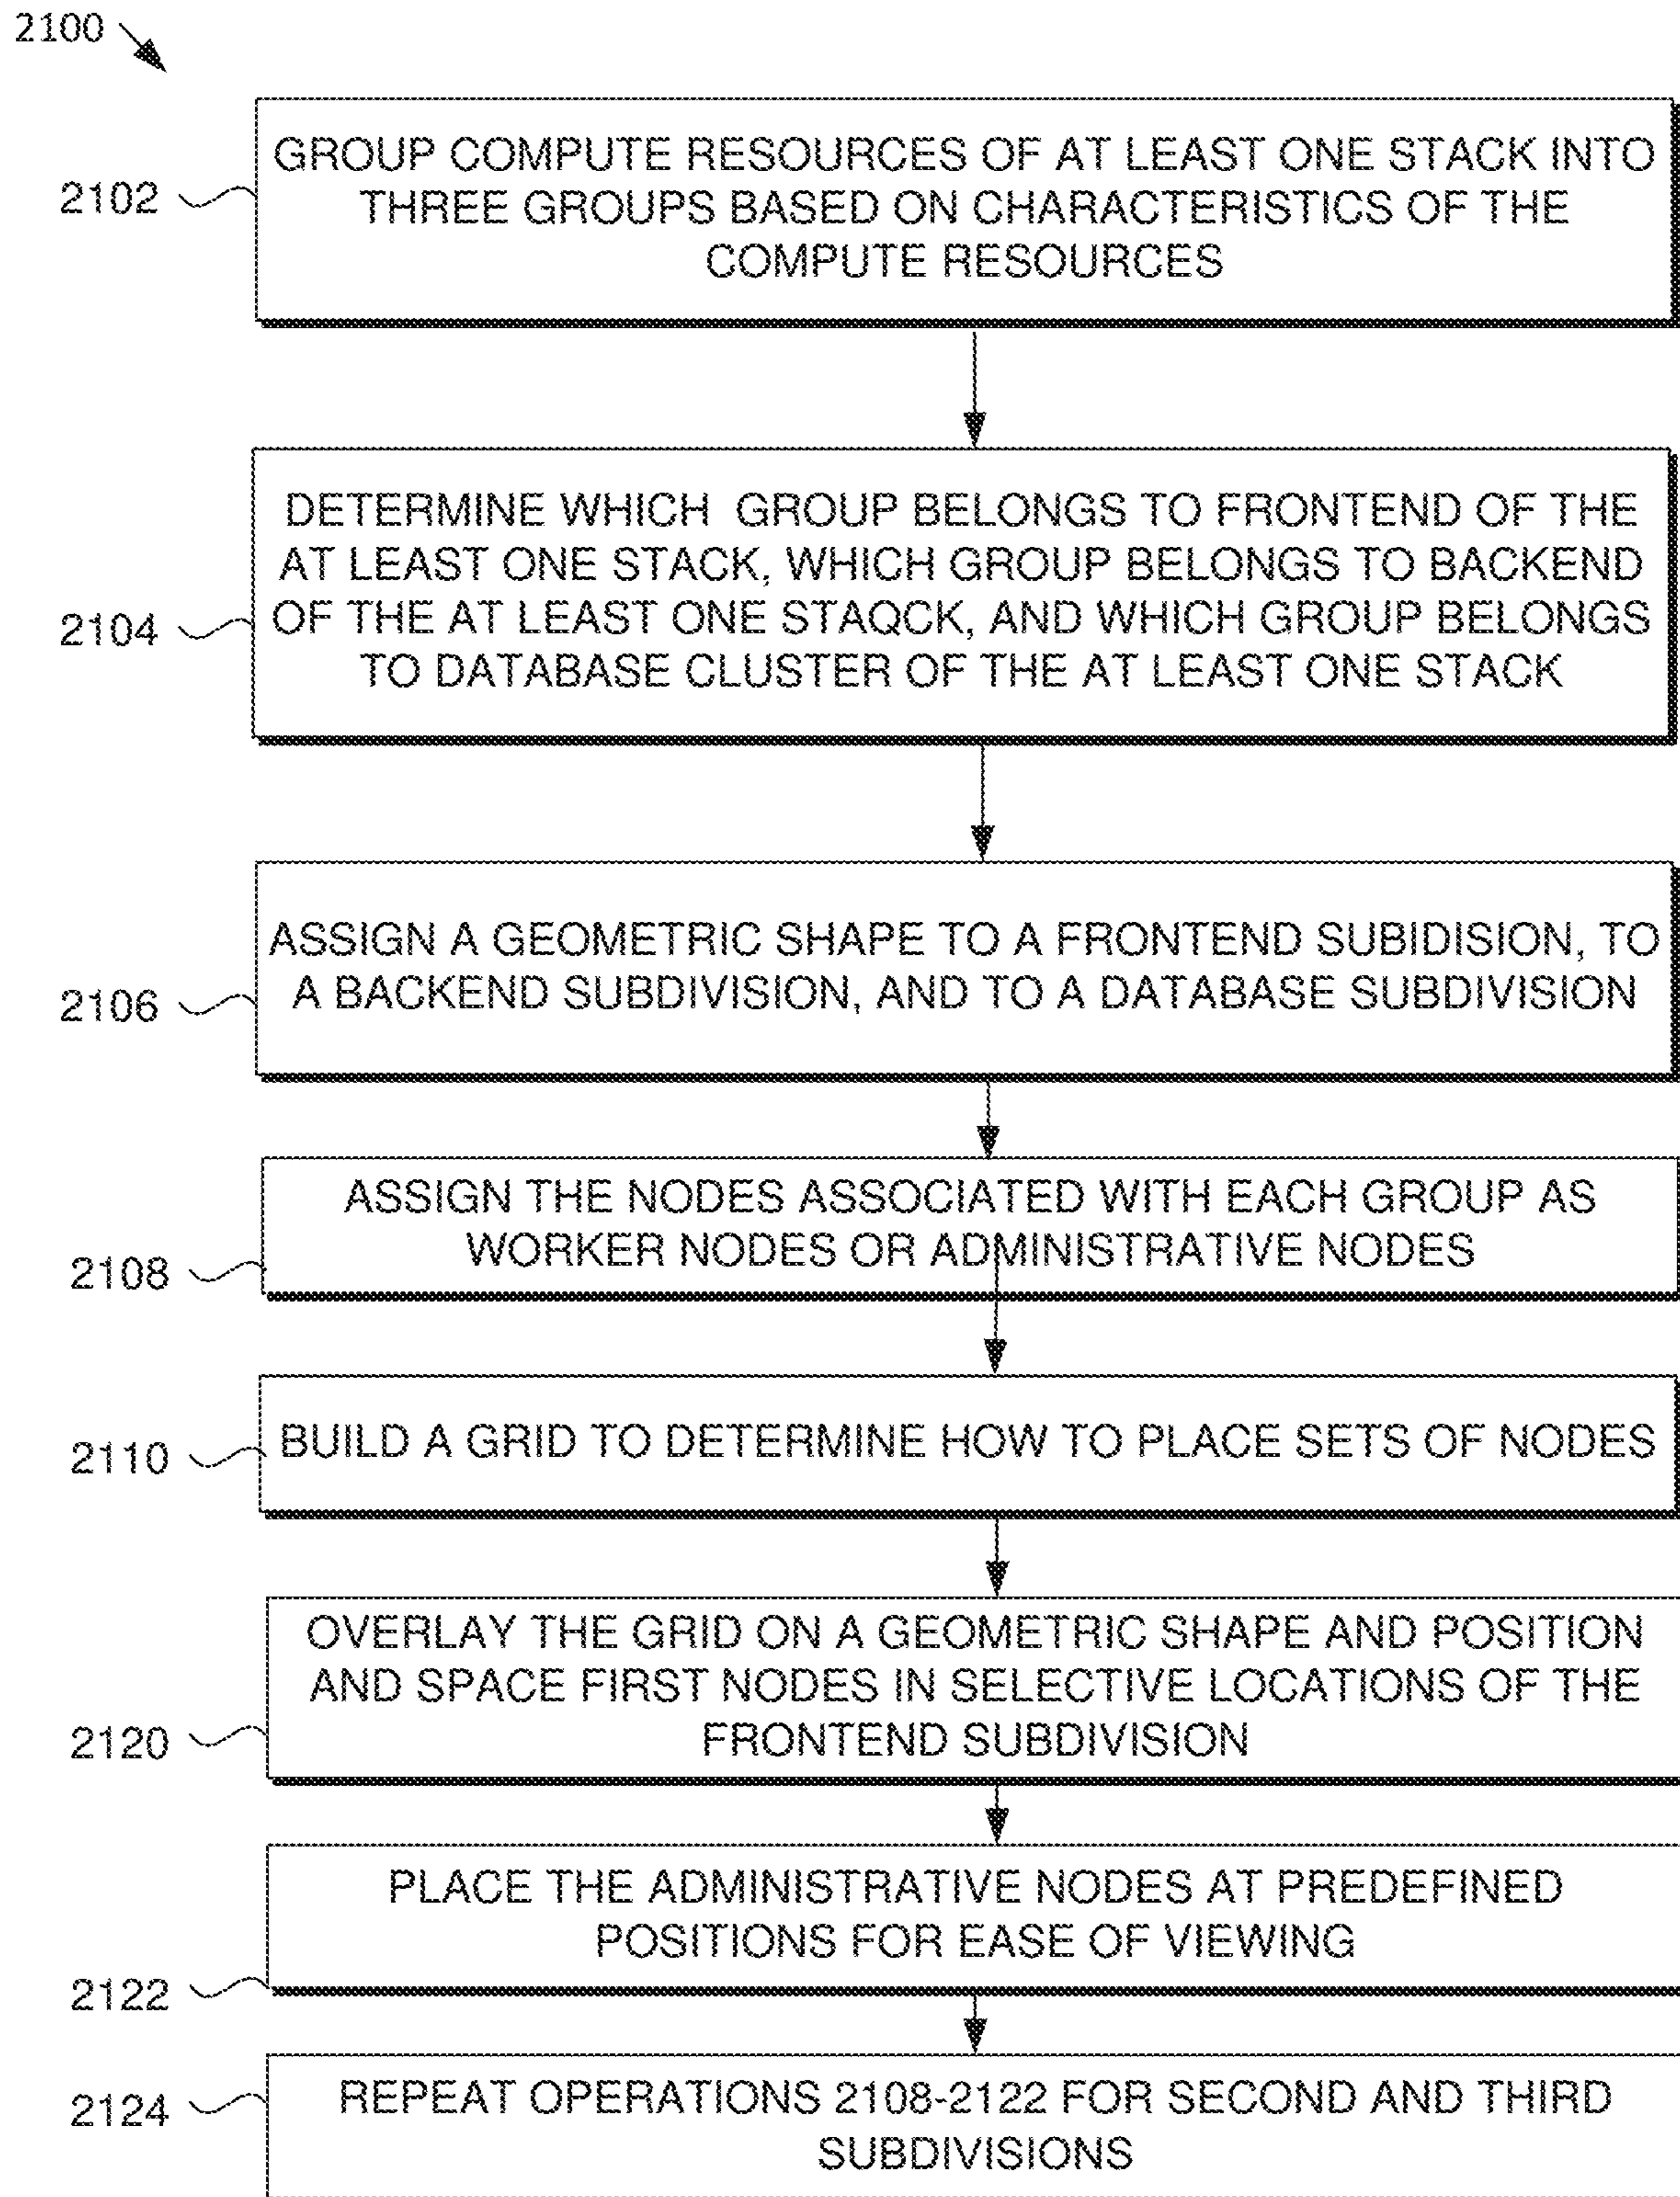 2100
GROUP COMPUTE RESOURCES OF AT LEAST ONE STACK INTO
THREE GROUPS BASED ON CHARACTERISTICS OF THE
COMPUTE RESOURCES
2102
DETERMINE WHICH GROUP BELONGS TO FRONTEND OF THE
AT LEAST ONE STACK, WHICH GROUP BELONGS TO BACKEND
OF THE AT LEAST ONE STAQCK, AND WHICH GROUP BELONGS
TO DATABASE CLUSTER OF THE AT LEAST ONE STACK
2104
ASSIGN A GEOMETRIC SHAPE TO A FRONTEND SUBIDISION, TO
A BACKEND SUBDIVISION, AND TO A DATABASE SUBDIVISION
2106
ASSIGN THE NODES ASSOCIATED WITH EACH GROUP AS
WORKER NODES OR ADMINISTRATIVE NODES
2108
BUILD A GRID TO DETERMINE HOW TO PLACE SETS OF NODES
2110
OVERLAY THE GRID ON A GEOMETRIC SHAPE AND POSITION
AND SPACE FIRST NODES IN SELECTIVE LOCATIONS OF THE
FRONTEND SUBDIVISION
2120
PLACE THE ADMINISTRATIVE NODES AT PREDEFINED
POSITIONS FOR EASE OF VIEWING
2122
REPEAT OPERATIONS 2108-2122 FOR SECOND AND THIRD
SUBDIVISIONS
2124